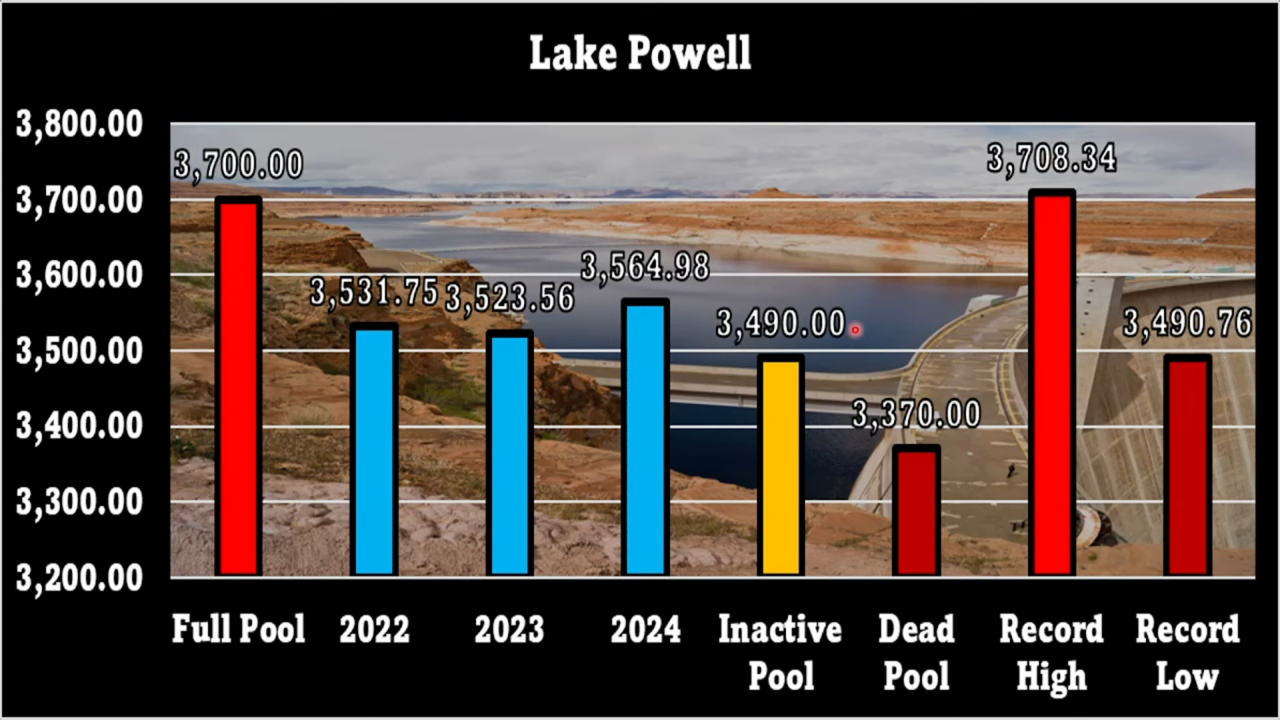 Lake Powell
3,800.00
3,700.00
3,600.00
3,500.00
3,400.00
3,300.00
3,200.00
3,700.00
3,531.75
3,523.56
3,564.98
3,490.00
3,370.00
3,708.34
3,490.76
Full Pool
2022
2023
2024
Inactive
Pool
Dead
Pool
Record
High
Record
Low